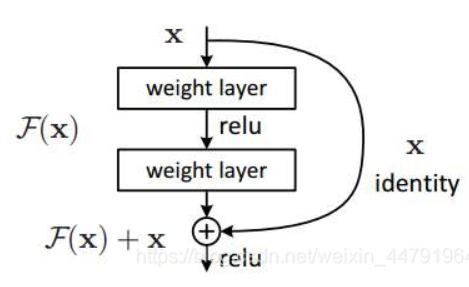 x
weight layer
F(x)
relu
x
weight layer
identity
F(x) + x
relu